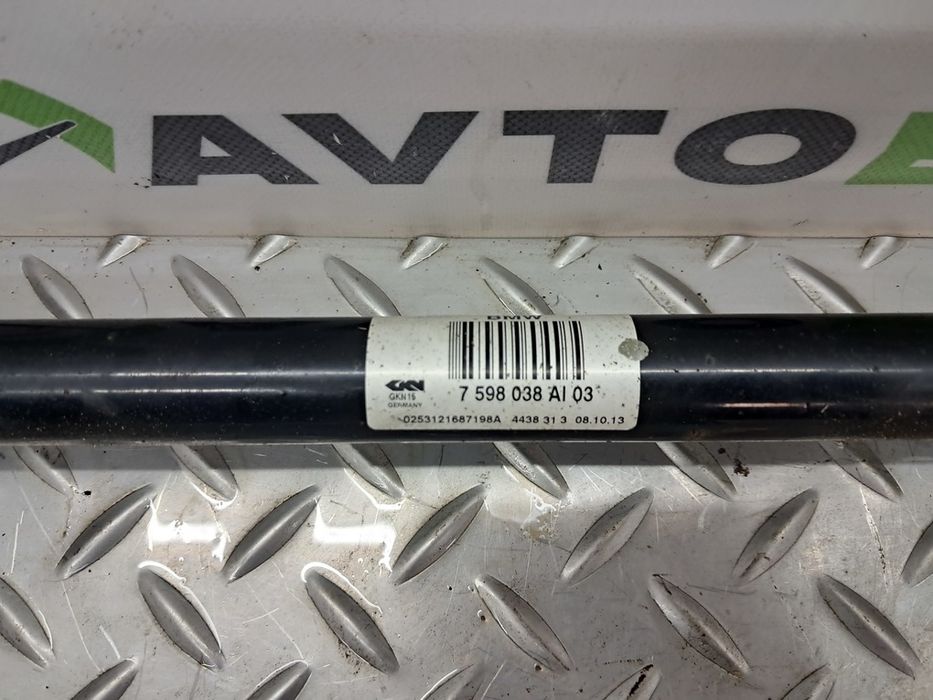 AVTO
BMW
GKN
7 598 038 AI 03
GKN 15
GERMANY
0253121687198A 4438 31 3 08.10.13